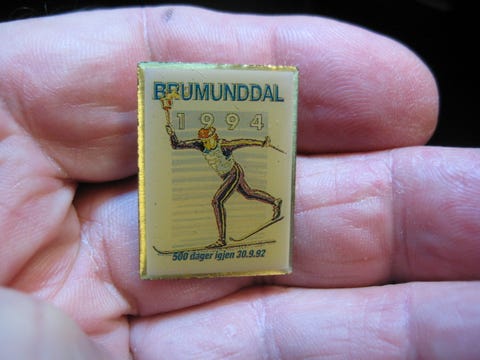 BRUMUNDDAL
1994
500 dager igjen 30.9.92